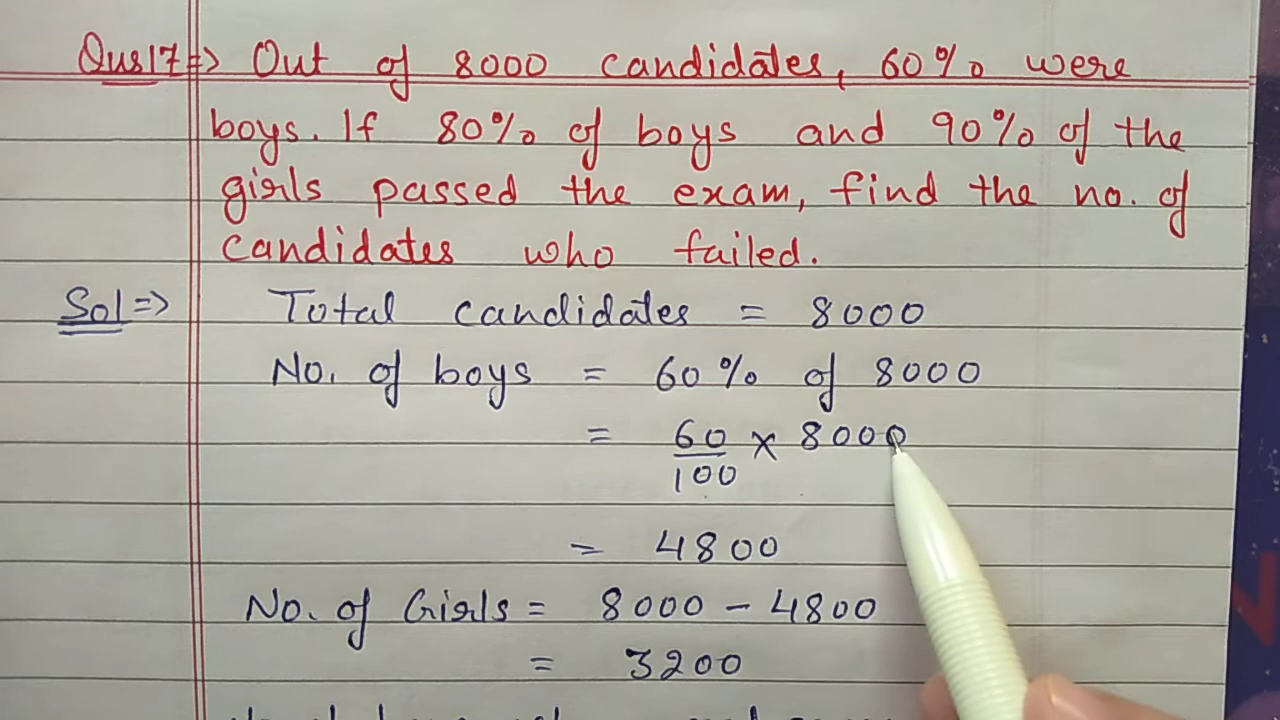 Qus17=> Out of 8000 candidates, 60% were
boys. If 80% of boys and 90% of the
girls passed the exam, find the no. of
candidates who failed.
Sol=> Total candidates = 8000
No. of boys = 60% of 8000
= 60/100 × 8000
= 4800
No. of Girls = 8000 - 4800
= 3200